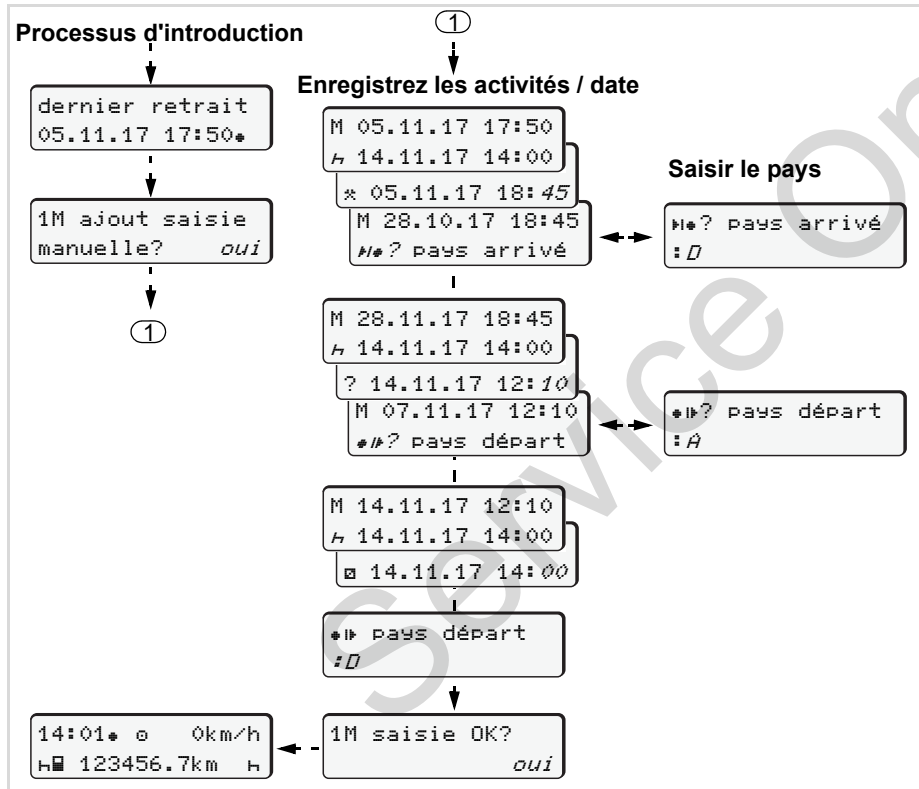 Processus d'introduction
dernier retrait
05.11.17 17:50
1M ajout saisie
manuelle? oui
1
1
Enregistrez les activités / date
M 05.11.17 17:50
14.11.17 14:00
05.11.17 18:45
M 28.10.17 18:45
? pays arrivé
Saisir le pays
? pays arrivé
:D
M 28.11.17 18:45
14.11.17 14:00
? 14.11.17 12:10
M 07.11.17 12:10
? pays départ
? pays départ
:A
M 14.11.17 12:10
14.11.17 14:00
14.11.17 14:00
pays départ
:D
1M saisie OK?
oui
14:01 0km/h
123456.7km
Service On